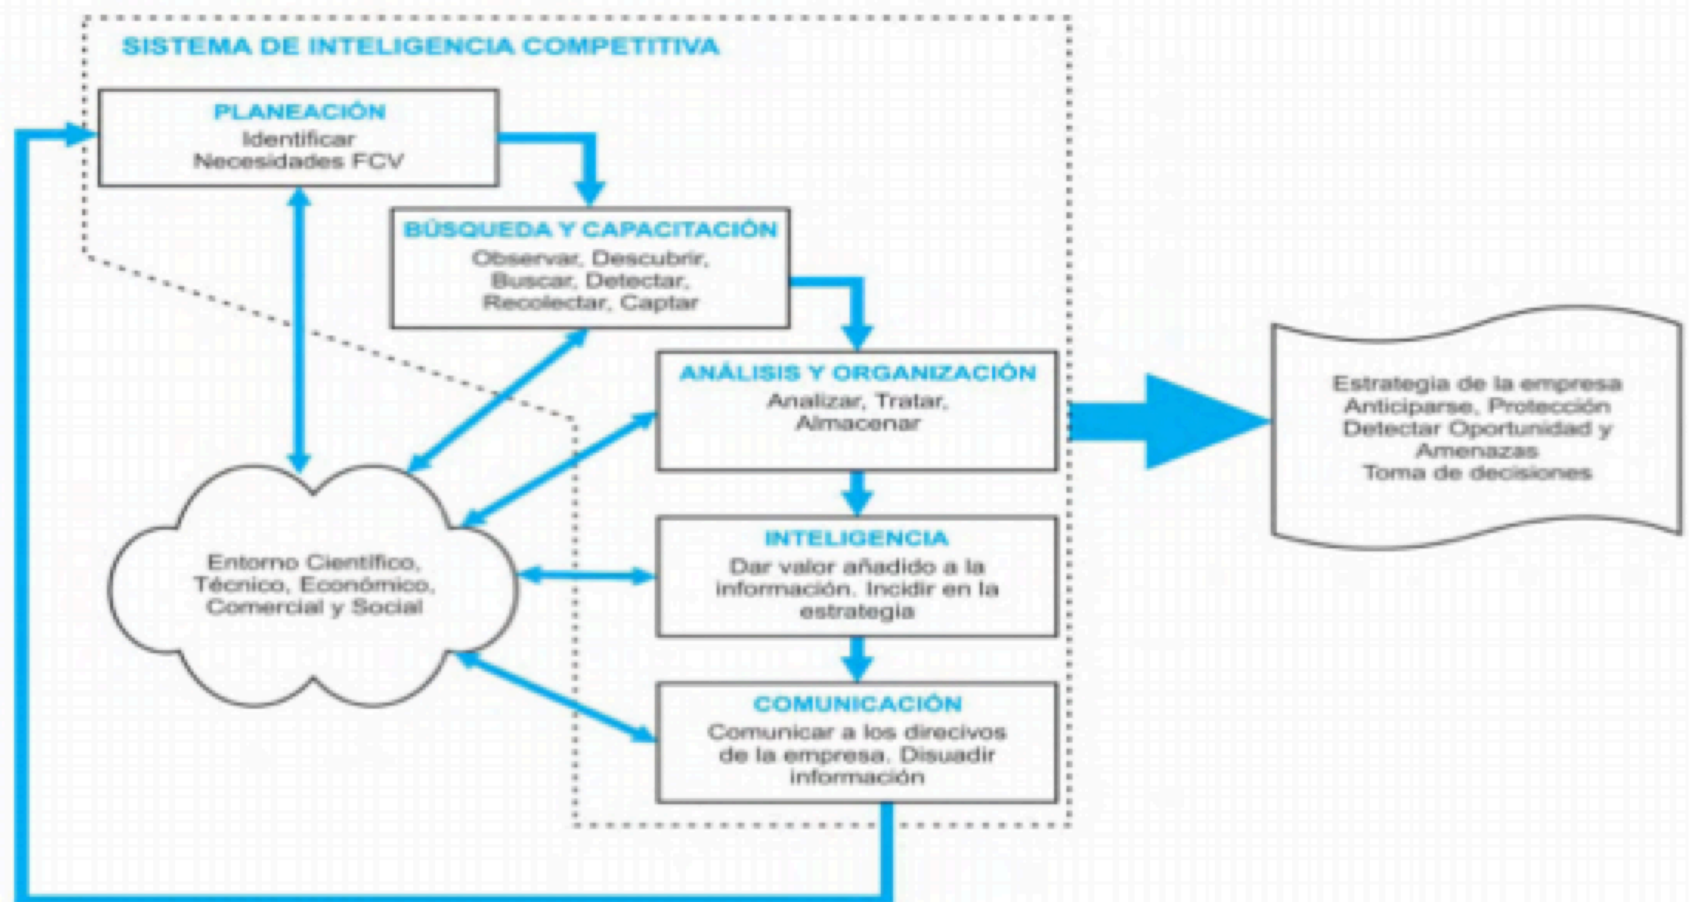 SISTEMA DE INTELIGENCIA COMPETITIVA
PLANEACIÓN
Identificar
Necesidades FCV
BÚSQUEDA Y CAPACITACIÓN
Observar, Descubrir,
Buscar, Detectar,
Recolectar, Captar
ANÁLISIS Y ORGANIZACIÓN
Analizar, Tratar,
Almacenar
INTELIGENCIA
Dar valor añadido a la
información. Incidir en la
estrategia
COMUNICACIÓN
Comunicar a los direcivos
de la empresa. Disuadir
información
Entorno Científico,
Técnico, Económico,
Comercial y Social
Estrategia de la empresa
Anticiparse, Protección
Detectar Oportunidad y
Amenazas
Toma de decisiones